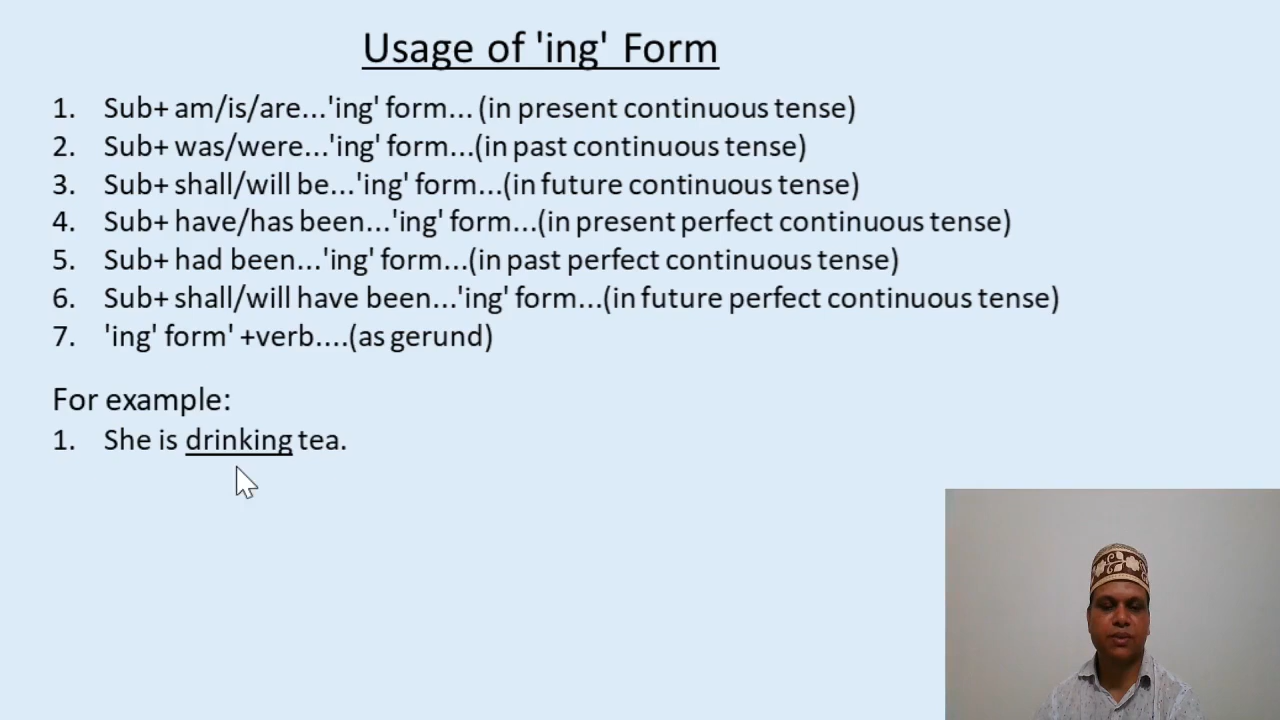 Usage of 'ing' Form
1. Sub+ am/is/are...'ing' form... (in present continuous tense)
2. Sub+ was/were...'ing' form...(in past continuous tense)
3. Sub+ shall/will be...'ing' form...(in future continuous tense)
4. Sub+ have/has been...'ing' form...(in present perfect continuous tense)
5. Sub+ had been...'ing' form...(in past perfect continuous tense)
6. Sub+ shall/will have been...'ing' form...(in future perfect continuous tense)
7. 'ing' form' +verb....(as gerund)
For example:
1. She is drinking tea.